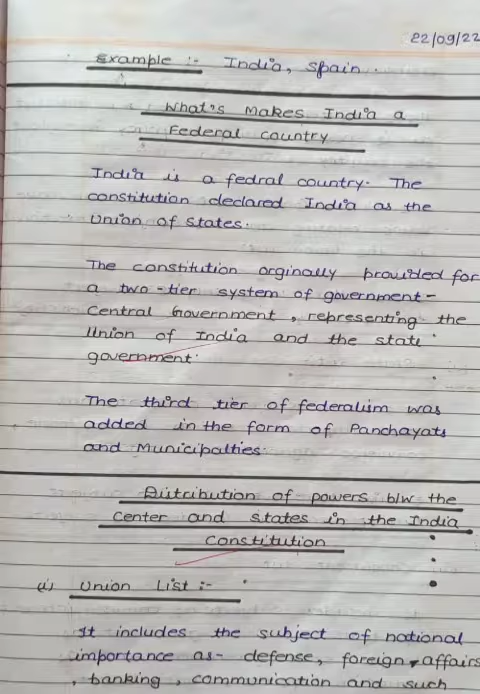 22/09/22
Example :- India, Spain.
What's Makes India a
Federal Country
India is a fedral country. The
constitution declared India as the
Union of states.
The constitution orginally provided for
a two-tier system of government-
Central Government, representing the
Union of India and the state
government.
The third tier of federalism was
added in the form of Panchayats
and Municipalties.
Distribution of powers b/w the
Center and states in the India
Constitution
(i) Union List :-
It includes the subject of national
importance as- defense, foreign affairs
, banking, communication and such